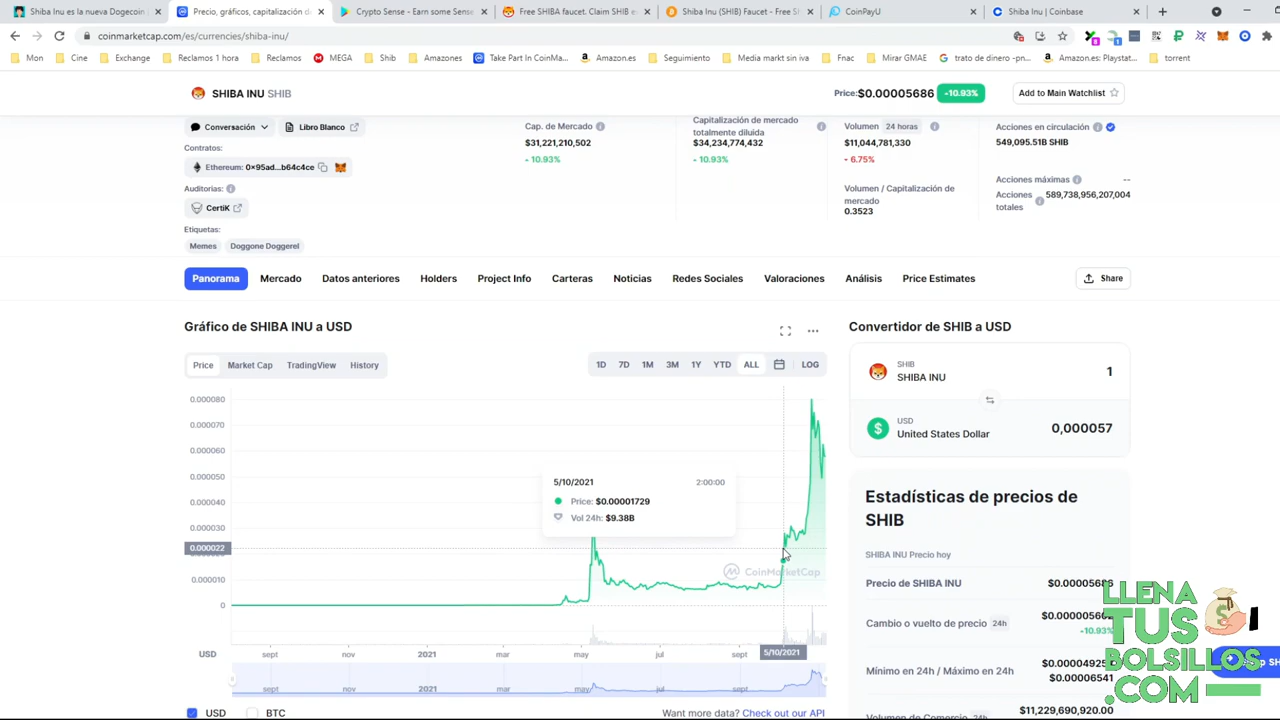 Shiba Inu es la nueva Dogecoin
Precio, gráficos, capitalización d
Crypto Sense - Earn some Sense
Free SHIBA faucet. Claim SHIB e
Shiba Inu (SHIB) Faucet - Free S
CoinPayU
Shiba Inu | Coinbase
coinmarketcap.com/es/currencies/shiba-inu/
Mon
Cine
Exchange
Reclamos 1 hora
Reclamos
MEGA
Shib
Amazones
Take Part In CoinMa...
Amazon.es
Seguimiento
Media markt sin iva
Fnac
Mirar GMAE
trato de dinero -pn...
Amazon.es: Playstat...
torrent
SHIBA INU SHIB
Price:$0.00005686
-10.93%
Add to Main Watchlist
Conversación
Libro Blanco
Contratos:
Ethereum: 0x95ad...b64c4ce
Auditorias:
CertiK
Etiquetas:
Memes
Doggone Doggerel
Cap. de Mercado
$31,221,210,502
- 10.93%
Capitalización de mercado
totalmente diluida
$34,234,774,432
- 10.93%
Volumen 24 horas
$11,044,781,330
- 6.75%
Volumen / Capitalización de
mercado
0.3523
Acciones en circulación
549,095.51B SHIB
Acciones máximas --
Acciones
totales
589,738,956,207,004
Panorama
Mercado
Datos anteriores
Holders
Project Info
Carteras
Noticias
Redes Sociales
Valoraciones
Análisis
Price Estimates
Share
Gráfico de SHIBA INU a USD
Price
Market Cap
TradingView
History
1D
7D
1M
3M
1Y
YTD
ALL
LOG
0.000080
0.000070
0.000060
0.000050
0.000040
0.000030
0.000022
0.000010
0
5/10/2021 2:00:00
Price: $0.00001729
Vol 24h: $9.38B
CoinMarketCap
USD
sept
nov
2021
mar
may
jul
sept
5/10/2021
sept
nov
2021
mar
may
jul
sept
USD
BTC
Want more data? Check out our API
Convertidor de SHIB a USD
SHIB
SHIBA INU
1
USD
United States Dollar
0,000057
$
Estadísticas de precios de
SHIB
SHIBA INU Precio hoy
Precio de SHIBA INU
$0.00005686
Cambio o vuelto de precio 24h
-10.93%
Mínimo en 24h / Máximo en 24h
$0.00006541
Volumen de Comercio 24h
$11,229,690,920.00
LLENA
TUS
BOLSILLOS
.COM